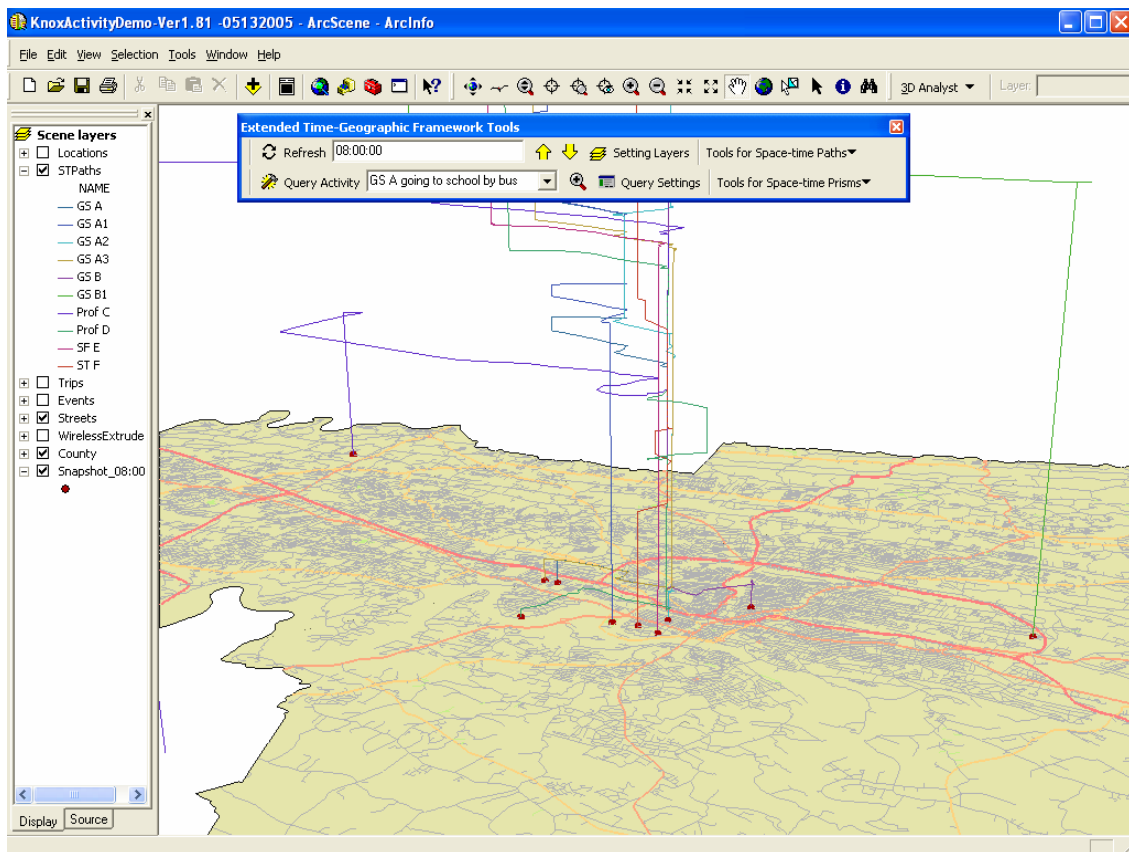 KnoxActivityDemo-Ver1.81 -05132005 - ArcScene - ArcInfo
File Edit View Selection Tools Window Help
3D Analyst Layer:
Extended Time-Geographic Framework Tools
Refresh 08:00:00 Setting Layers Tools for Space-time Paths
Query Activity GS A going to school by bus Query Settings Tools for Space-time Prisms
Scene layers
Locations
STPaths
NAME
GS A
GS A1
GS A2
GS A3
GS B
GS B1
Prof C
Prof D
SF E
ST F
Trips
Events
Streets
WirelessExtrude
County
Snapshot_08:00
Display Source